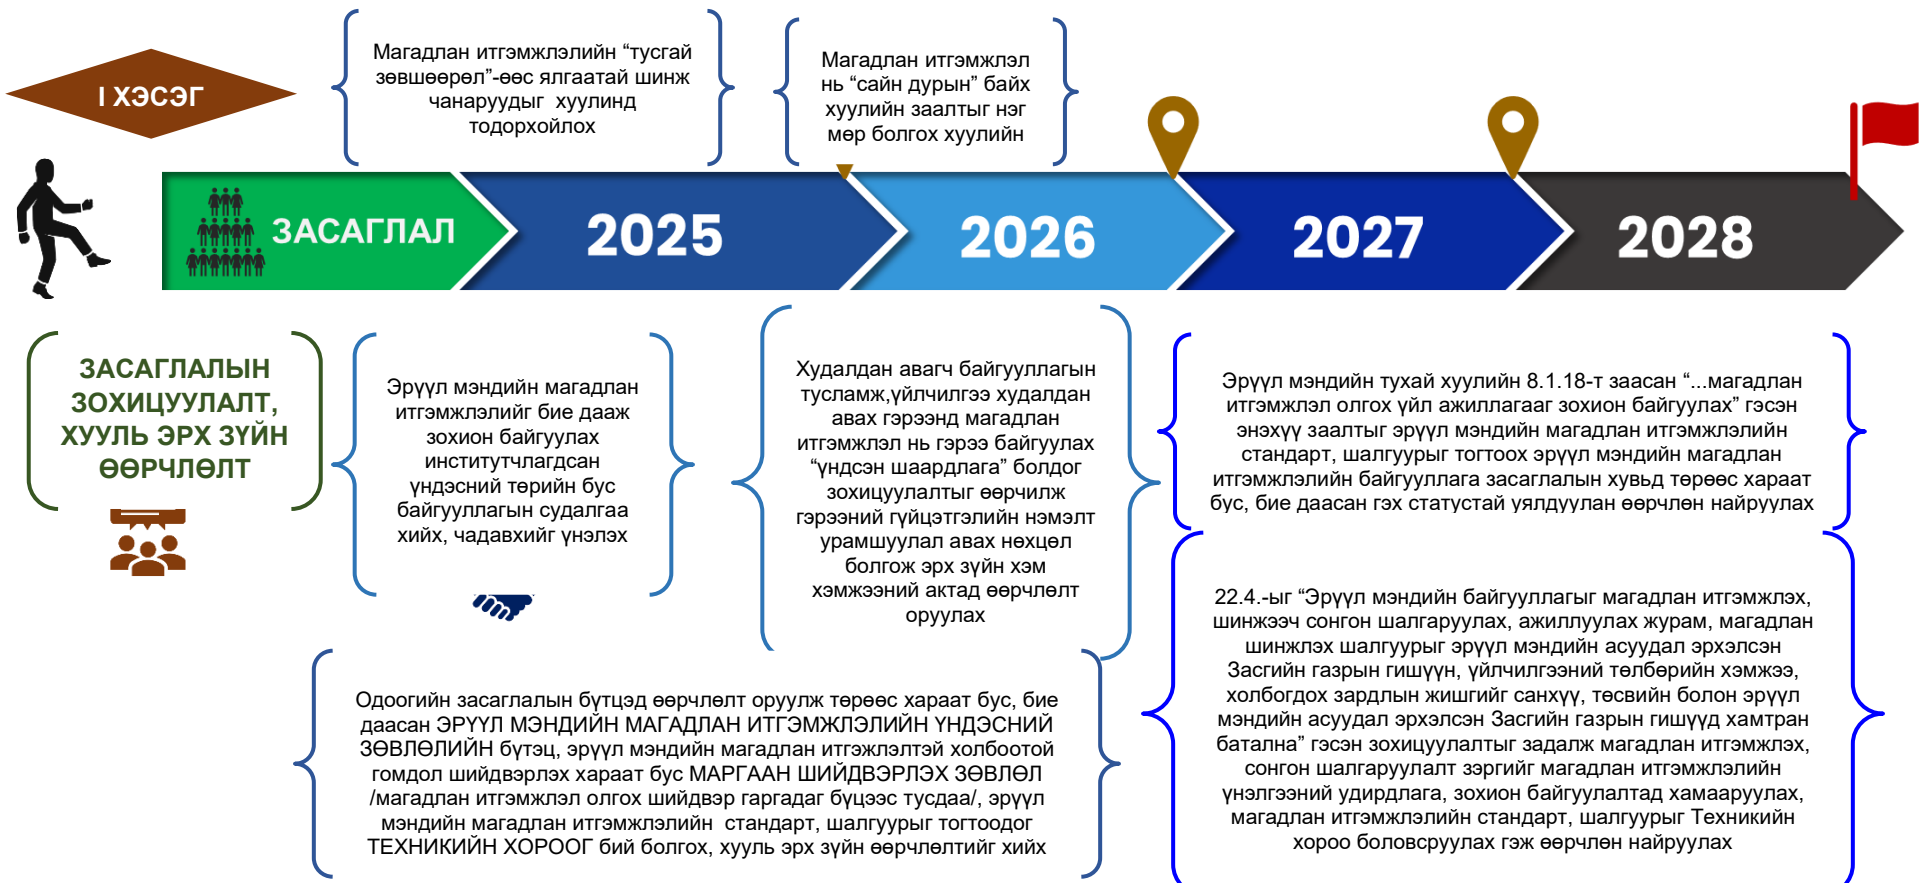 I ХЭСЭГ
Магадлан итгэмжлэлийн “тусгай
зөвшөөрөл”-өөс ялгаатай шинж
чанаруудыг хуулинд
тодорхойлох
Магадлан итгэмжлэл
нь “сайн дурын” байх
хуулийн заалтыг нэг
мөр болгох хуулийн
ЗАСАГЛАЛ
2025
2026
2027
2028
ЗАСАГЛАЛЫН
ЗОХИЦУУЛАЛТ,
ХУУЛЬ ЭРХ ЗҮЙН
ӨӨРЧЛӨЛТ
Эрүүл мэндийн магадлан
итгэмжлэлийг бие дааж
зохион байгуулах
институтчлагдсан
үндэсний төрийн бус
байгууллагын судалгаа
хийх, чадавхийг үнэлэх
Худалдан авагч байгууллагын
тусламж,үйлчилгээ худалдан
авах гэрээнд магадлан
итгэмжлэл нь гэрээ байгуулах
“үндсэн шаардлага” болдог
зохицуулалтыг өөрчилж
гэрээний гүйцэтгэлийн нэмэлт
урамшуулал авах нөхцөл
болгож эрх зүйн хэм
хэмжээний актад өөрчлөлт
оруулах
Эрүүл мэндийн тухай хуулийн 8.1.18-т заасан “...магадлан
итгэмжлэл олгох үйл ажиллагааг зохион байгуулах” гэсэн
энэхүү заалтыг эрүүл мэндийн магадлан итгэмжлэлийн
стандарт, шалгуурыг тогтоох эрүүл мэндийн магадлан
итгэмжлэлийн байгууллага засаглалын хувьд төрөөс хараат
бус, бие даасан гэх статустай уялдуулан өөрчлөн найруулах
Одоогийн засаглалын бүтцэд өөрчлөлт оруулж төрөөс хараат бус, бие
даасан ЭРҮҮЛ МЭНДИЙН МАГАДЛАН ИТГЭМЖЛЭЛИЙН ҮНДЭСНИЙ
ЗӨВЛӨЛИЙН бүтэц, эрүүл мэндийн магадлан итгэжлэлтэй холбоотой
гомдол шийдвэрлэх хараат бус МАРГААН ШИЙДВЭРЛЭХ ЗӨВЛӨЛ
/магадлан итгэмжлэл олгох шийдвэр гаргадаг бүцээс тусдаа/, эрүүл
мэндийн магадлан итгэмжлэлийн стандарт, шалгуурыг тогтоодог
ТЕХНИКИЙН ХОРООГ бий болгох, хууль эрх зүйн өөрчлөлтийг хийх
22.4.-ыг “Эрүүл мэндийн байгууллагыг магадлан итгэмжлэх,
шинжээч сонгон шалгаруулах, ажиллуулах журам, магадлан
шинжлэх шалгуурыг эрүүл мэндийн асуудал эрхэлсэн
Засгийн газрын гишүүн, үйлчилгээний төлбөрийн хэмжээ,
холбогдох зардлын жишгийг санхүү, төсвийн болон эрүүл
мэндийн асуудал эрхэлсэн Засгийн газрын гишүүд хамтран
батална” гэсэн зохицуулалтыг задалж магадлан итгэмжлэх,
сонгон шалгаруулалт зэргийг магадлан итгэмжлэлийн
үнэлгээний удирдлага, зохион байгуулалтад хамааруулах,
магадлан итгэмжлэлийн стандарт, шалгуурыг Техникийн
хороо боловсруулах гэж өөрчлөн найруулах